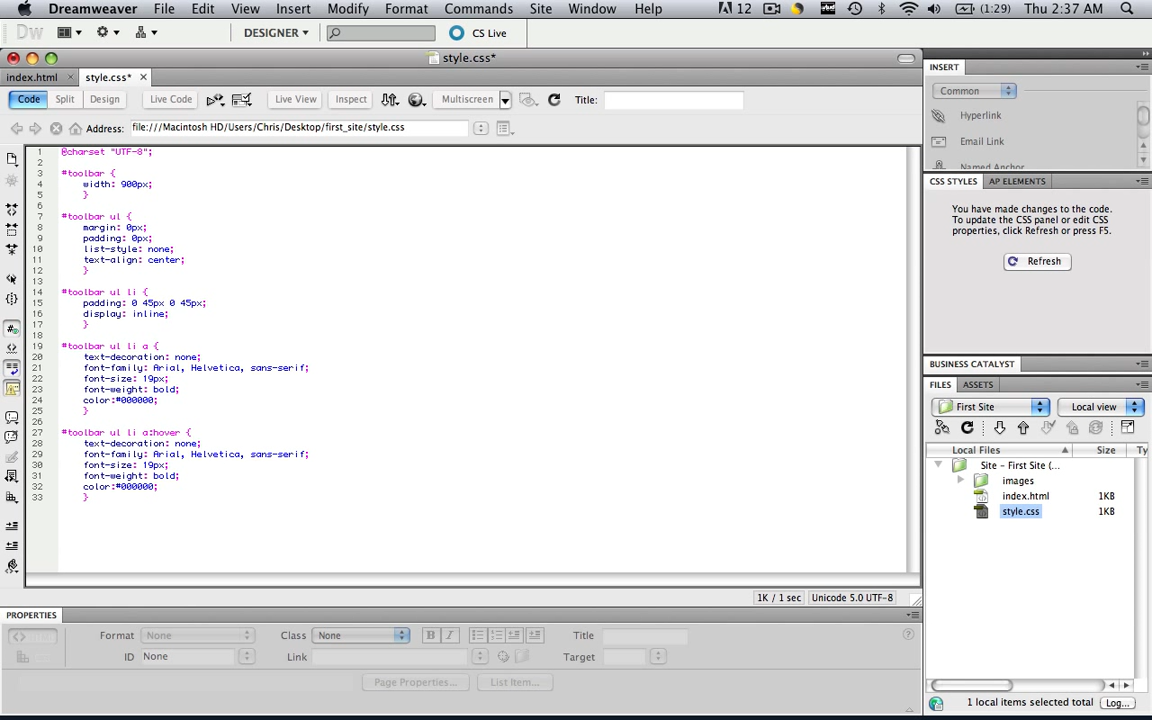 Dreamweaver File Edit View Insert Modify Format Commands Site Window Help 12 (1:29) Thu 2:37 AM
Dw DESIGNER CS Live
style.css*
index.html × style.css* ×
Code Split Design Live Code Live View Inspect Multiscreen Title:
Address: file:///Macintosh HD/Users/Chris/Desktop/first_site/style.css
1 @charset "UTF-8";
2
3 #toolbar {
4 width: 900px;
5 }
6
7 #toolbar ul {
8 margin: 0px;
9 padding: 0px;
10 list-style: none;
11 text-align: center;
12 }
13
14 #toolbar ul li {
15 padding: 0 45px 0 45px;
16 display: inline;
17 }
18
19 #toolbar ul li a {
20 text-decoration: none;
21 font-family: Arial, Helvetica, sans-serif;
22 font-size: 19px;
23 font-weight: bold;
24 color:#000000;
25 }
26
27 #toolbar ul li a:hover {
28 text-decoration: none;
29 font-family: Arial, Helvetica, sans-serif;
30 font-size: 19px;
31 font-weight: bold;
32 color:#000000;
33 }
1K / 1 sec Unicode 5.0 UTF-8
INSERT
Common
Hyperlink
Email Link
Named Anchor
CSS STYLES AP ELEMENTS
You have made changes to the code.
To update the CSS panel or edit CSS
properties, click Refresh or press F5.
Refresh
BUSINESS CATALYST
FILES ASSETS
First Site Local view
Local Files Size Ty
Site - First Site (...
images
index.html 1KB
style.css 1KB
1 local items selected total Log...
PROPERTIES
Format None Class None B I Title
ID None Link Target
Page Properties... List Item...